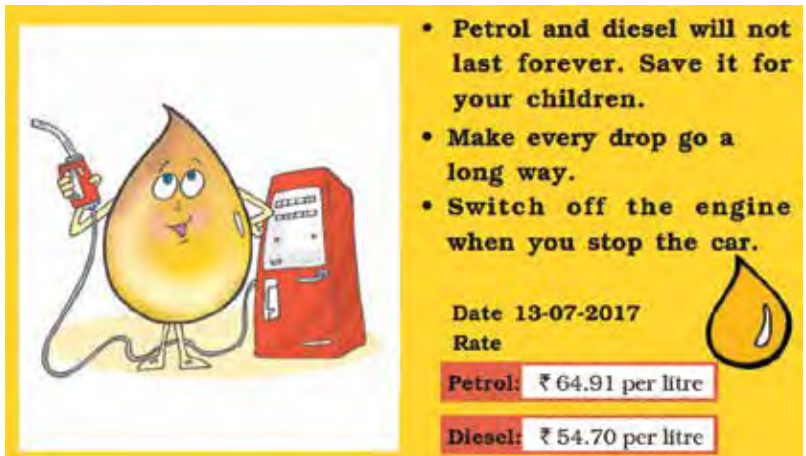 • Petrol and diesel will not
last forever. Save it for
your children.
• Make every drop go a
long way.
• Switch off the engine
when you stop the car.
Date 13-07-2017
Rate
Petrol: ₹ 64.91 per litre
Diesel: ₹ 54.70 per litre